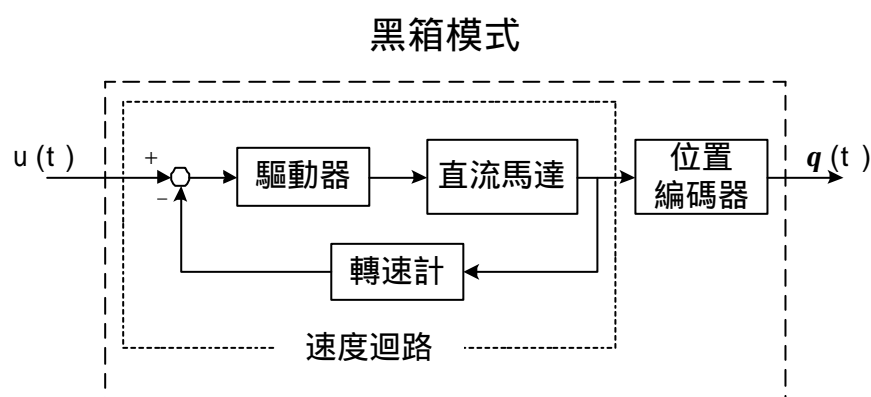 黑箱模式
u (t )
+
−
驅動器
直流馬達
位置
編碼器
q (t )
轉速計
速度迴路